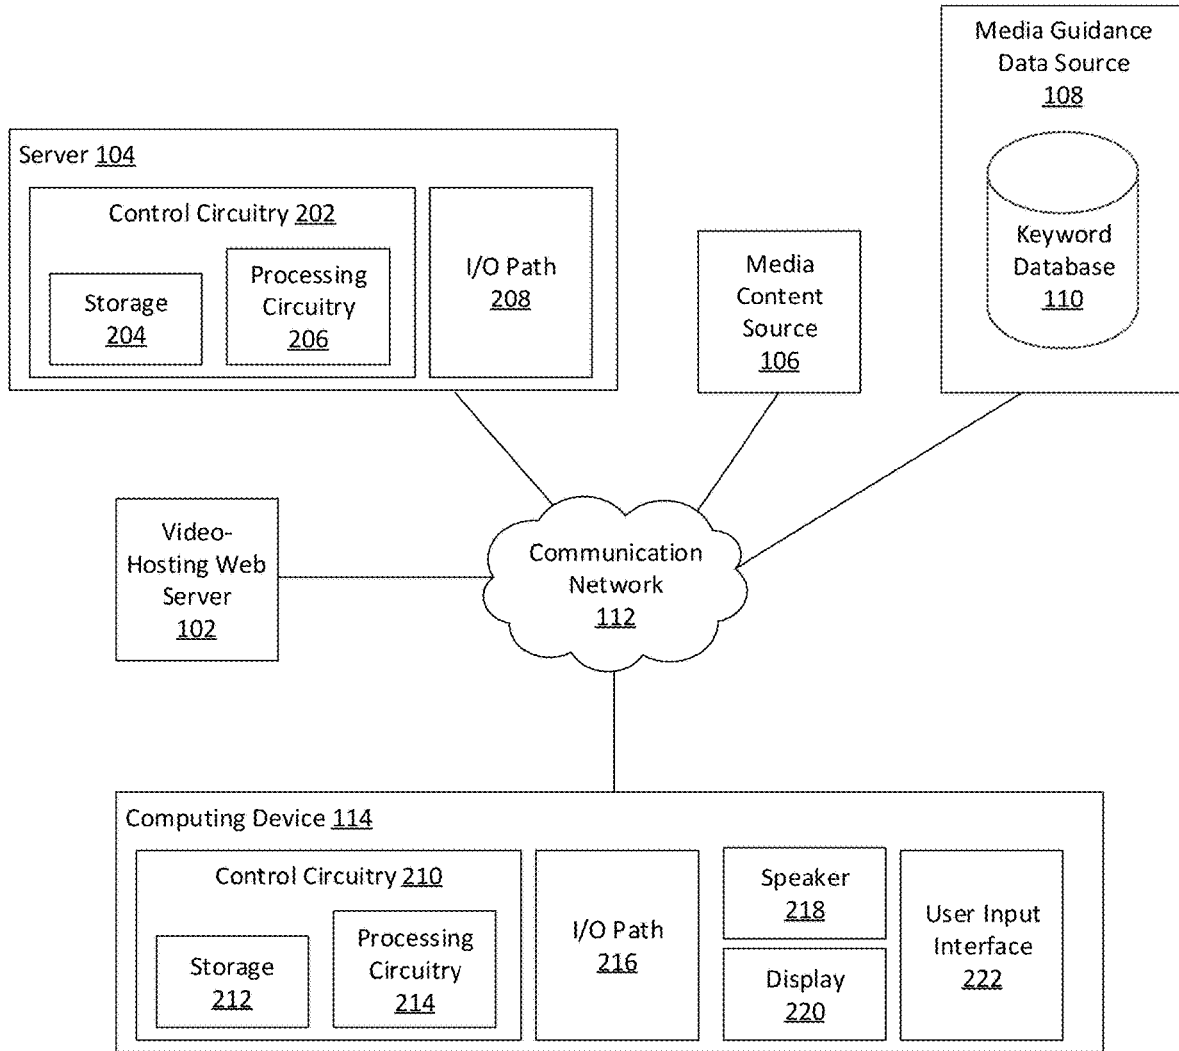 Media Guidance
Data Source
108
Keyword
Database
110
Server 104
Control Circuitry 202
Storage
204
Processing
Circuitry
206
I/O Path
208
Media
Content
Source
106
Video-
Hosting Web
Server
102
Communication
Network
112
Computing Device 114
Control Circuitry 210
Storage
212
Processing
Circuitry
214
I/O Path
216
Speaker
218
Display
220
User Input
Interface
222